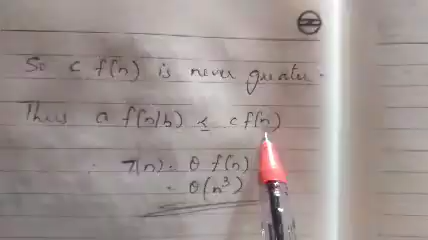 So c f(n) is never greater.
Thus a f(n/b) ≤ c f(n)
∴ T(n) = θ f(n)
= θ(n³)